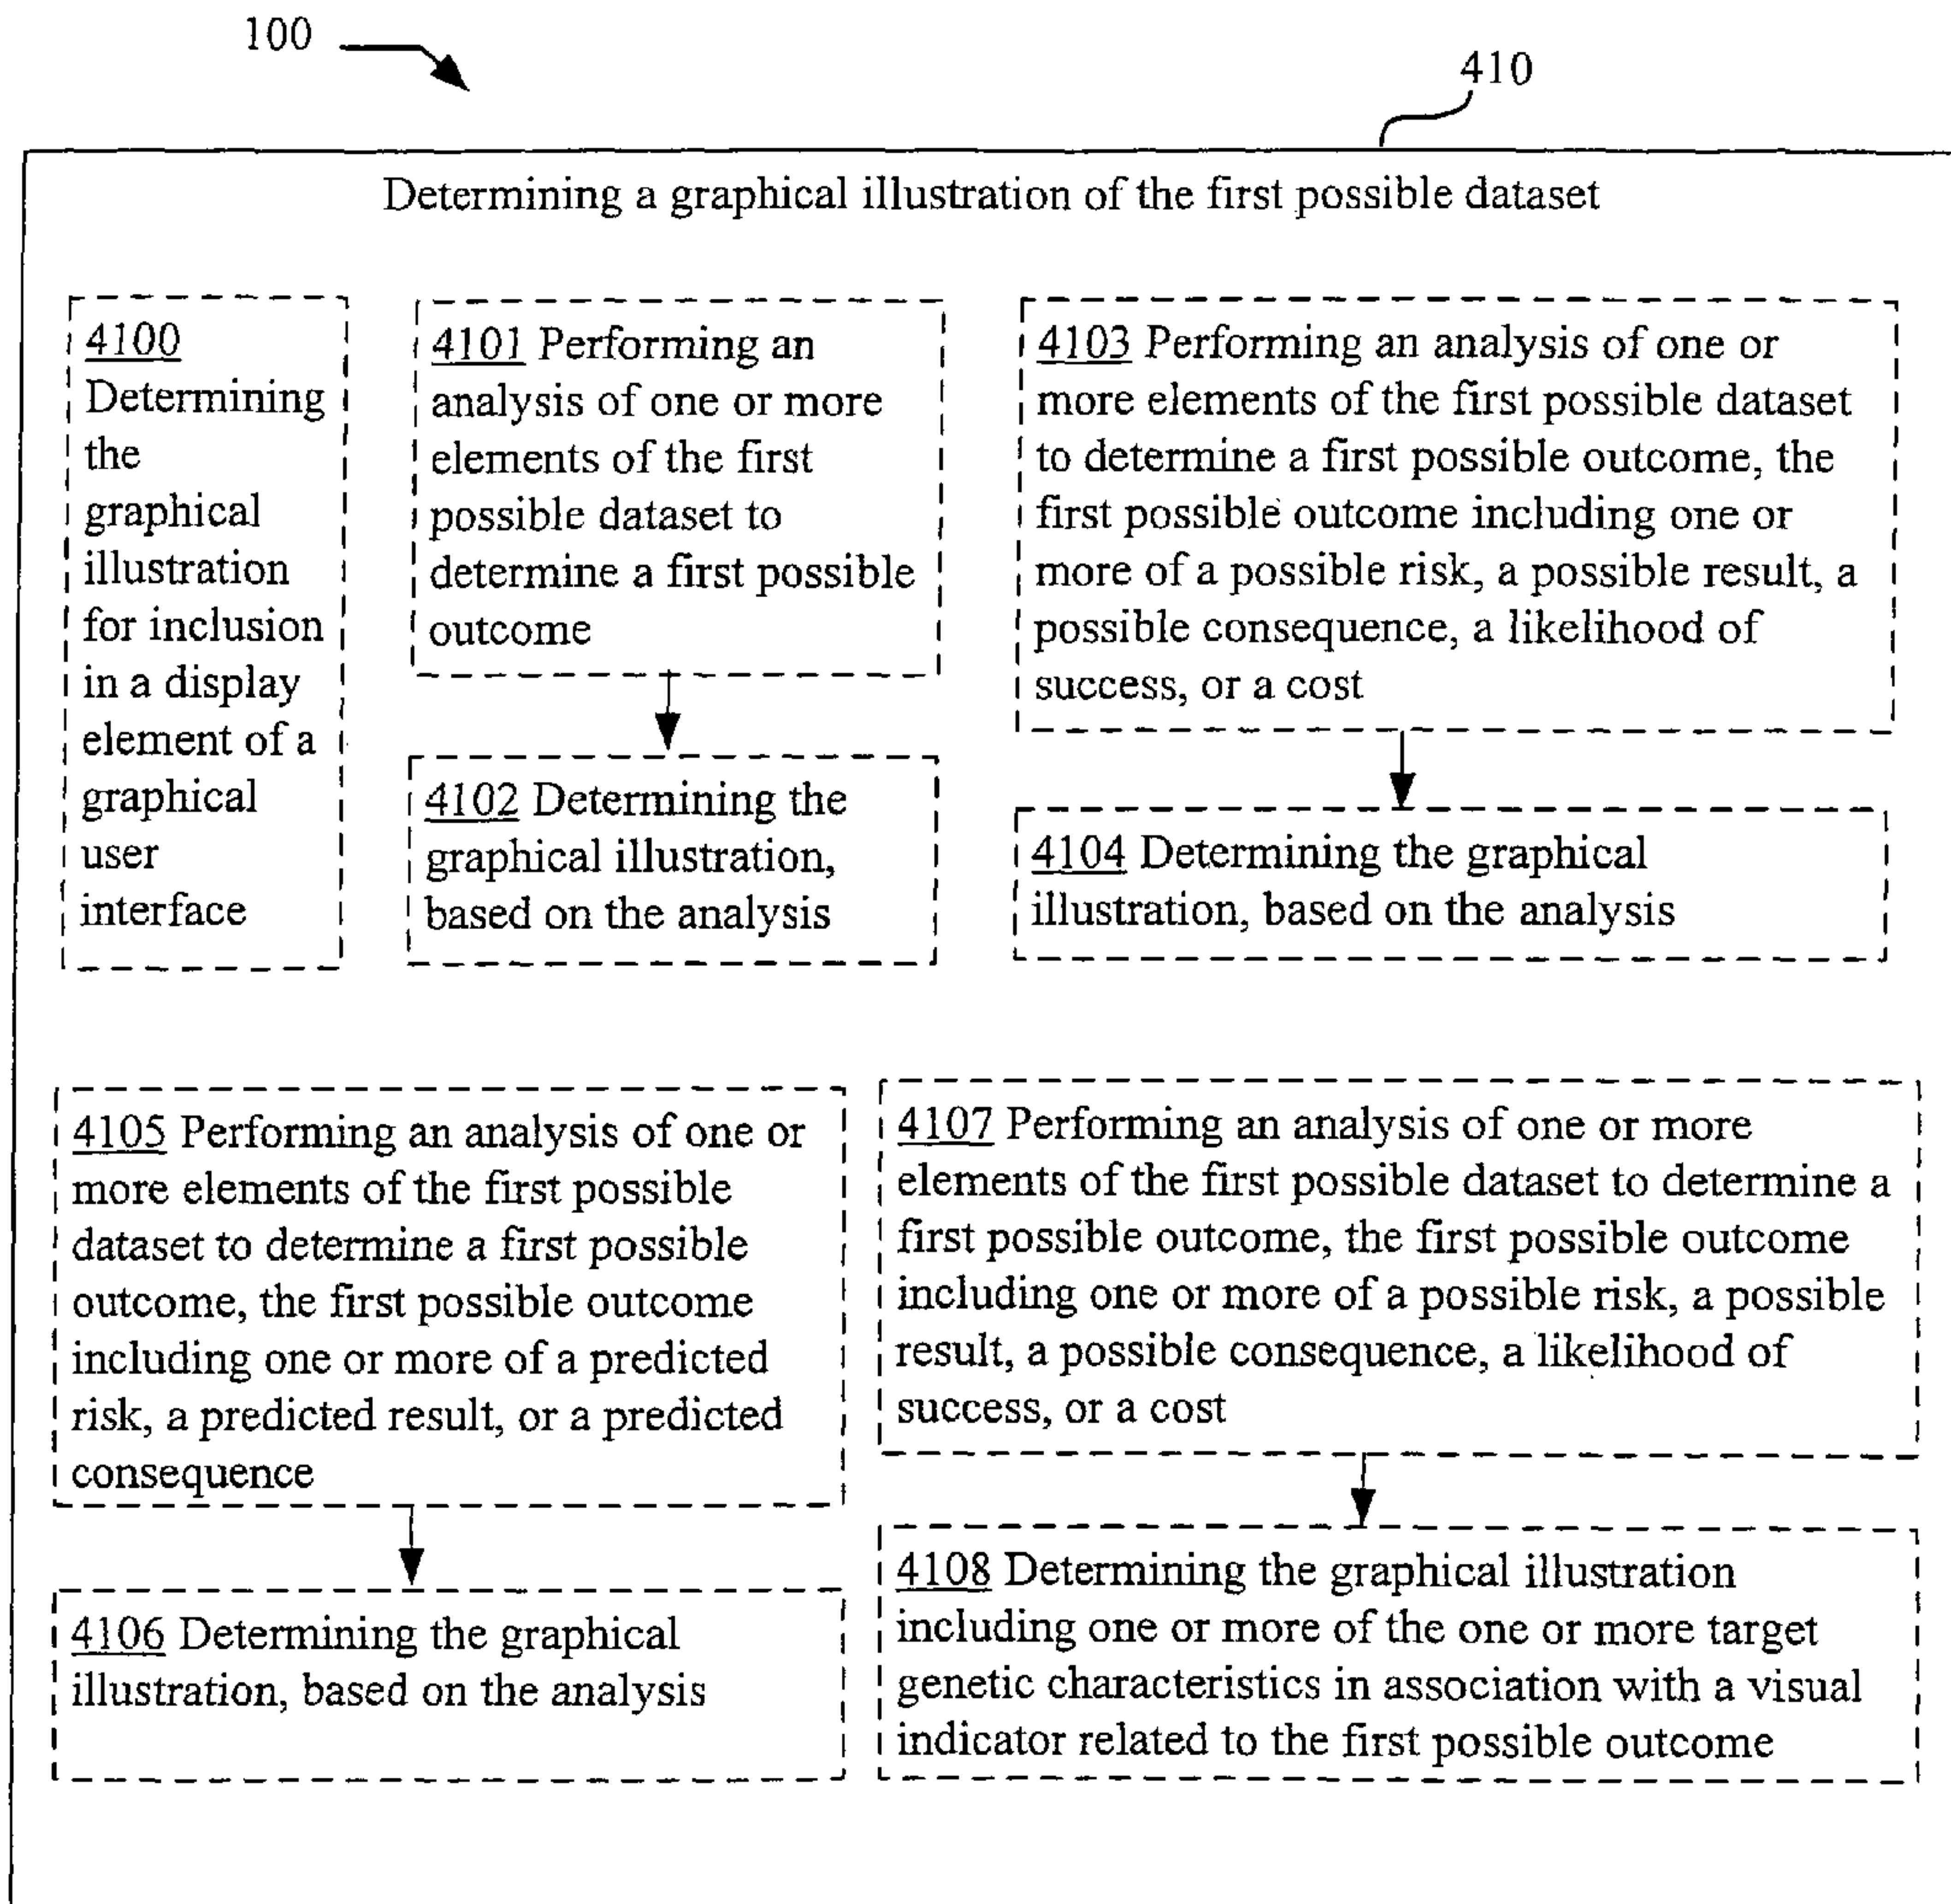 100
410
Determining a graphical illustration of the first possible dataset
4100
Determining
the
graphical
illustration
for inclusion
in a display
element of a
graphical
user
interface
4101 Performing an
analysis of one or more
elements of the first
possible dataset to
determine a first possible
outcome
4102 Determining the
graphical illustration,
based on the analysis
4103 Performing an analysis of one or
more elements of the first possible dataset
to determine a first possible outcome, the
first possible outcome including one or
more of a possible risk, a possible result, a
possible consequence, a likelihood of
success, or a cost
4104 Determining the graphical
illustration, based on the analysis
4105 Performing an analysis of one or
more elements of the first possible
dataset to determine a first possible
outcome, the first possible outcome
including one or more of a predicted
risk, a predicted result, or a predicted
consequence
4106 Determining the graphical
illustration, based on the analysis
4107 Performing an analysis of one or more
elements of the first possible dataset to determine a
first possible outcome, the first possible outcome
including one or more of a possible risk, a possible
result, a possible consequence, a likelihood of
success, or a cost
4108 Determining the graphical illustration
including one or more of the one or more target
genetic characteristics in association with a visual
indicator related to the first possible outcome